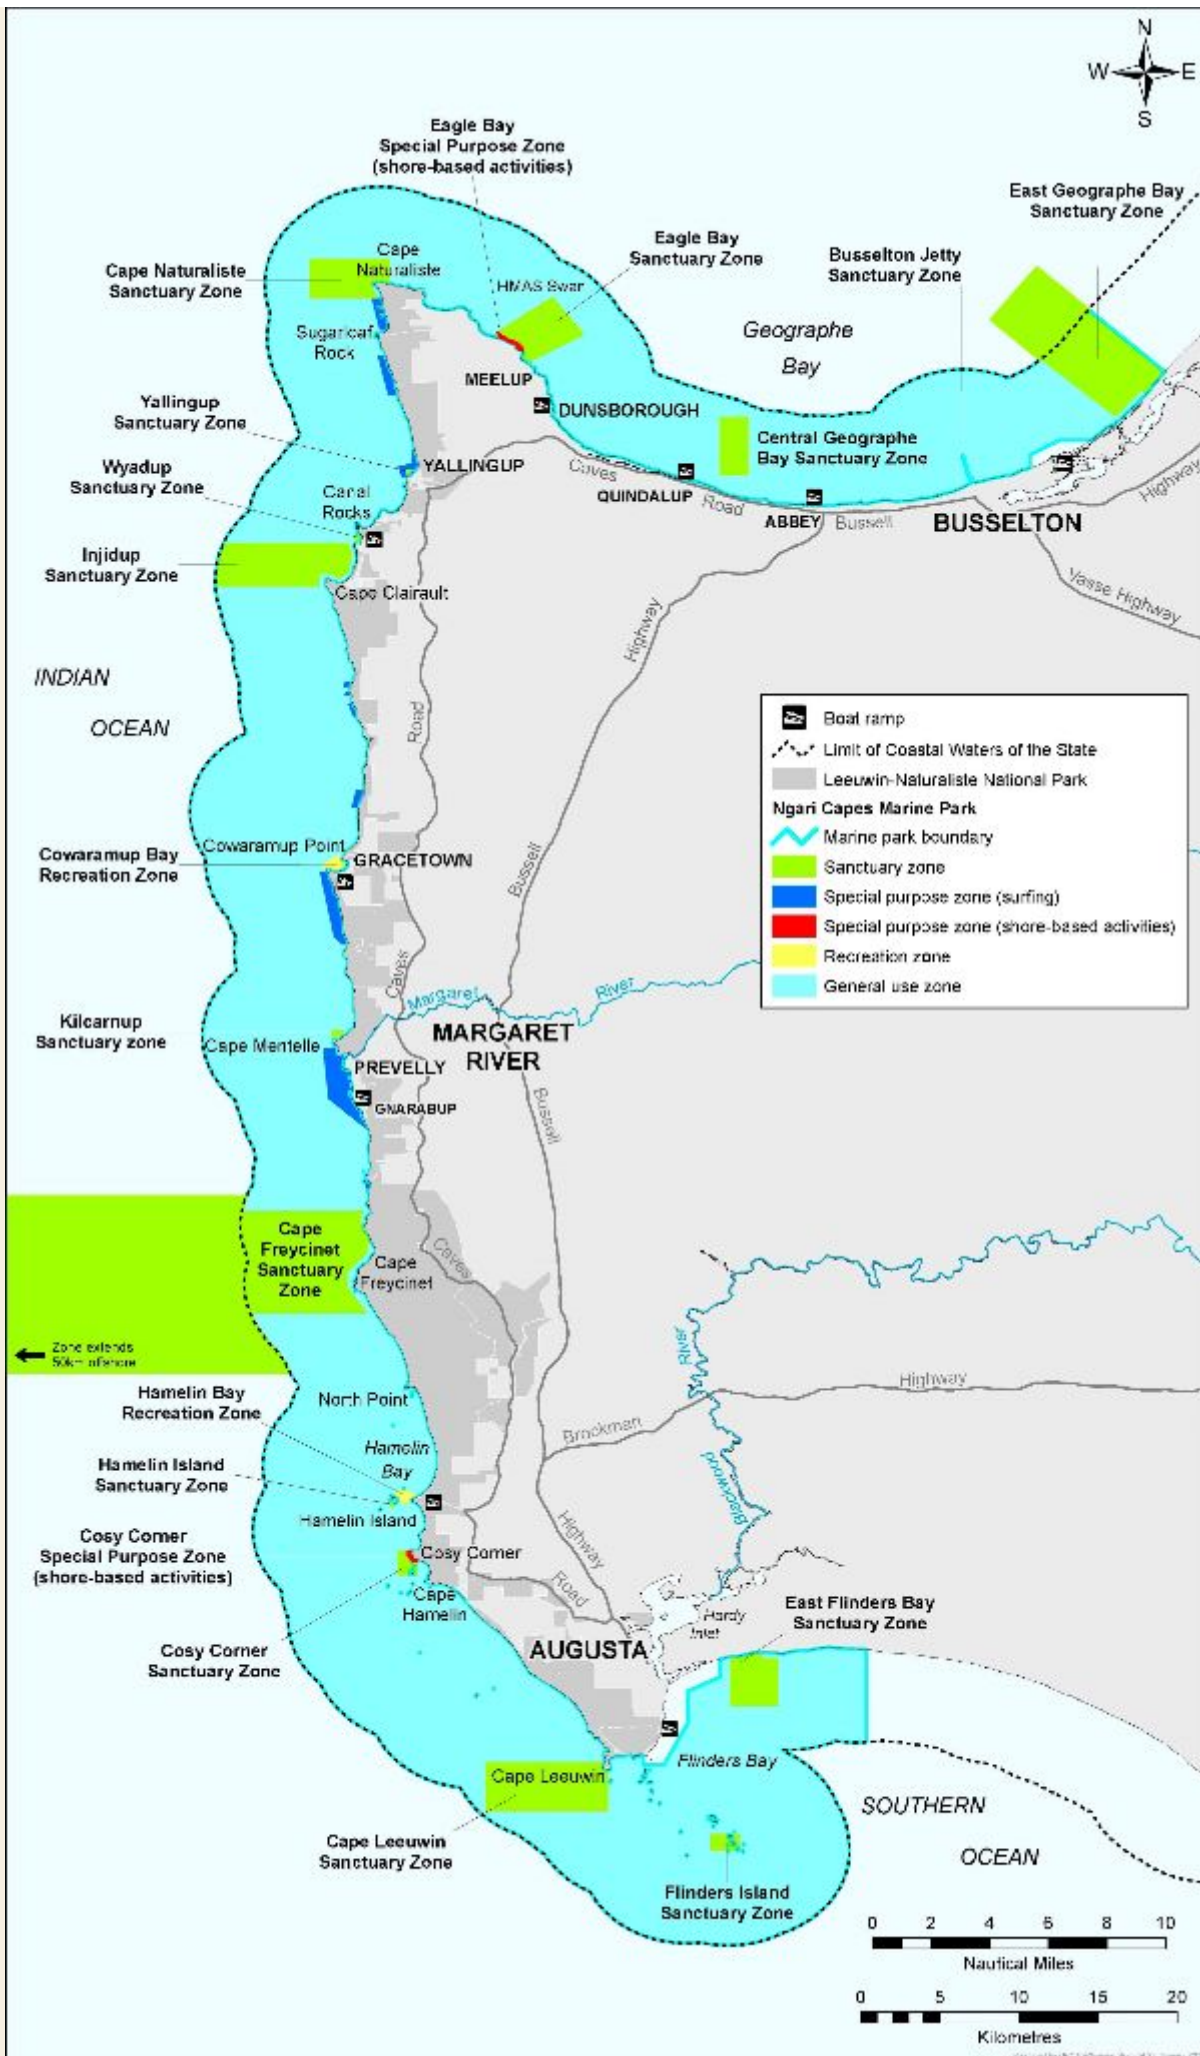 N
W E
S
Eagle Bay
Special Purpose Zone
(shore-based activities)
East Geographe Bay
Sanctuary Zone
Eagle Bay
Sanctuary Zone
Busselton Jetty
Sanctuary Zone
Cape Naturaliste
Sanctuary Zone
Cape
Naturaliste
HMAS Swan
Geographe
Bay
Sugarloaf
Rock
MEELUP
DUNSBOROUGH
Yallingup
Sanctuary Zone
Central Geographe
Bay Sanctuary Zone
YALLINGUP
Wyadup
Sanctuary Zone
Canal
Rocks
Caves
Road
QUINDALUP
ABBEY
Bussell
Highway
BUSSELTON
Injidup
Sanctuary Zone
Cape Clairault
Vasse Highway
Highway
INDIAN
OCEAN
Road
Bussell
Boat ramp
Limit of Coastal Waters of the State
Leeuwin-Naturaliste National Park
Ngari Capes Marine Park
Marine park boundary
Sanctuary zone
Special purpose zone (surfing)
Special purpose zone (shore-based activities)
Recreation zone
General use zone
Cowaramup Point
Cowaramup Bay
Recreation Zone
GRACETOWN
Caves
Margaret
River
Kilcarnup
Sanctuary zone
Cape Mentelle
MARGARET
RIVER
PREVELLY
GNARABUP
Bussell
Cape
Freycinet
Sanctuary
Zone
Cape
Freycinet
Caves
Zone extends
50km offshore
Hamelin Bay
Recreation Zone
North Point
River
Highway
Brockman
Hamelin
Bay
Hamelin Island
Sanctuary Zone
Blackwood
Hamelin Island
Highway
Cosy Corner
Special Purpose Zone
(shore-based activities)
Cosy Corner
Road
Cape
Hamelin
Hardy
Inlet
East Flinders Bay
Sanctuary Zone
Cosy Corner
Sanctuary Zone
AUGUSTA
Flinders Bay
Cape Leeuwin
SOUTHERN
OCEAN
Cape Leeuwin
Sanctuary Zone
Flinders Island
Sanctuary Zone
0 2 4 6 8 10
Nautical Miles
0 5 10 15 20
Kilometres